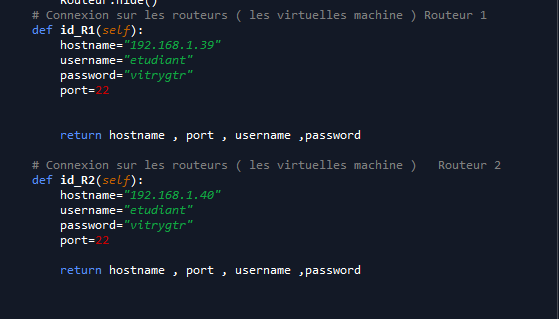 Routeur.hide()
# Connexion sur les routeurs ( les virtuelles machine ) Routeur 1
def id_R1(self):
hostname="192.168.1.39"
username="etudiant"
password="vitrygtr"
port=22
return hostname , port , username ,password
# Connexion sur les routeurs ( les virtuelles machine )   Routeur 2
def id_R2(self):
hostname="192.168.1.40"
username="etudiant"
password="vitrygtr"
port=22
return hostname , port , username ,password